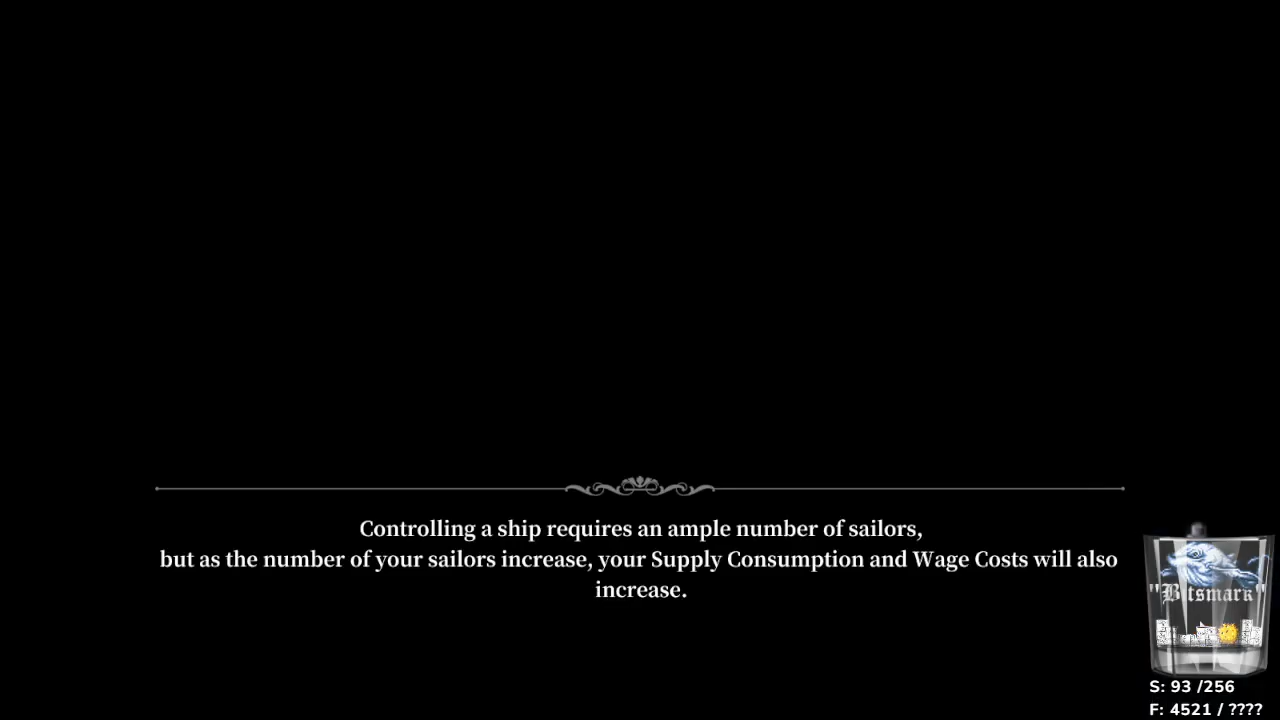 Controlling a ship requires an ample number of sailors,
but as the number of your sailors increase, your Supply Consumption and Wage Costs will also
increase.
"Bitsmark"
S: 93 /256
F: 4521 / ????